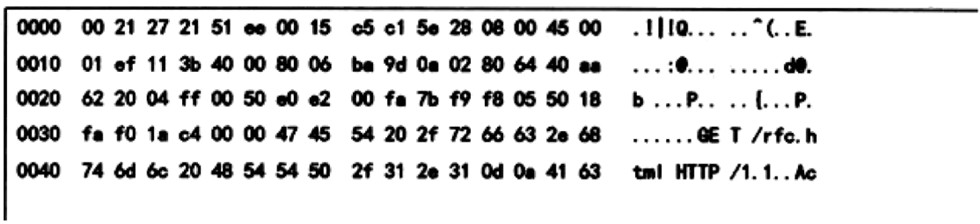 0000 00 21 27 21 51 ee 00 15 c5 c1 5e 28 08 00 45 00 .!|!Q... ..^(..E.
0010 01 ef 11 3b 40 00 80 06 ba 9d 0a 02 80 64 40 aa ...:@... .....d@.
0020 62 20 04 ff 00 50 e0 e2 00 fa 7b f9 f8 05 50 18 b ...P.. ..{...P.
0030 fa f0 1a c4 00 00 47 45 54 20 2f 72 66 63 2e 68 ......GE T /rfc.h
0040 74 6d 6c 20 48 54 54 50 2f 31 2e 31 0d 0a 41 63 tml HTTP /1.1..Ac